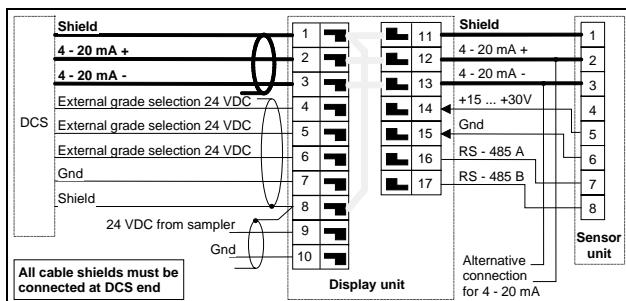 DCS
Shield
4 - 20 mA +
4 - 20 mA -
External grade selection 24 VDC
External grade selection 24 VDC
External grade selection 24 VDC
Gnd
Shield
24 VDC from sampler
Gnd
All cable shields must be
connected at DCS end
1
2
3
4
5
6
7
8
9
10
11
12
13
14
15
16
17
Display unit
Shield
4 - 20 mA +
4 - 20 mA -
+15 ... +30V
Gnd
RS - 485 A
RS - 485 B
Alternative
connection
for 4 - 20 mA
1
2
3
4
5
6
7
8
Sensor
unit